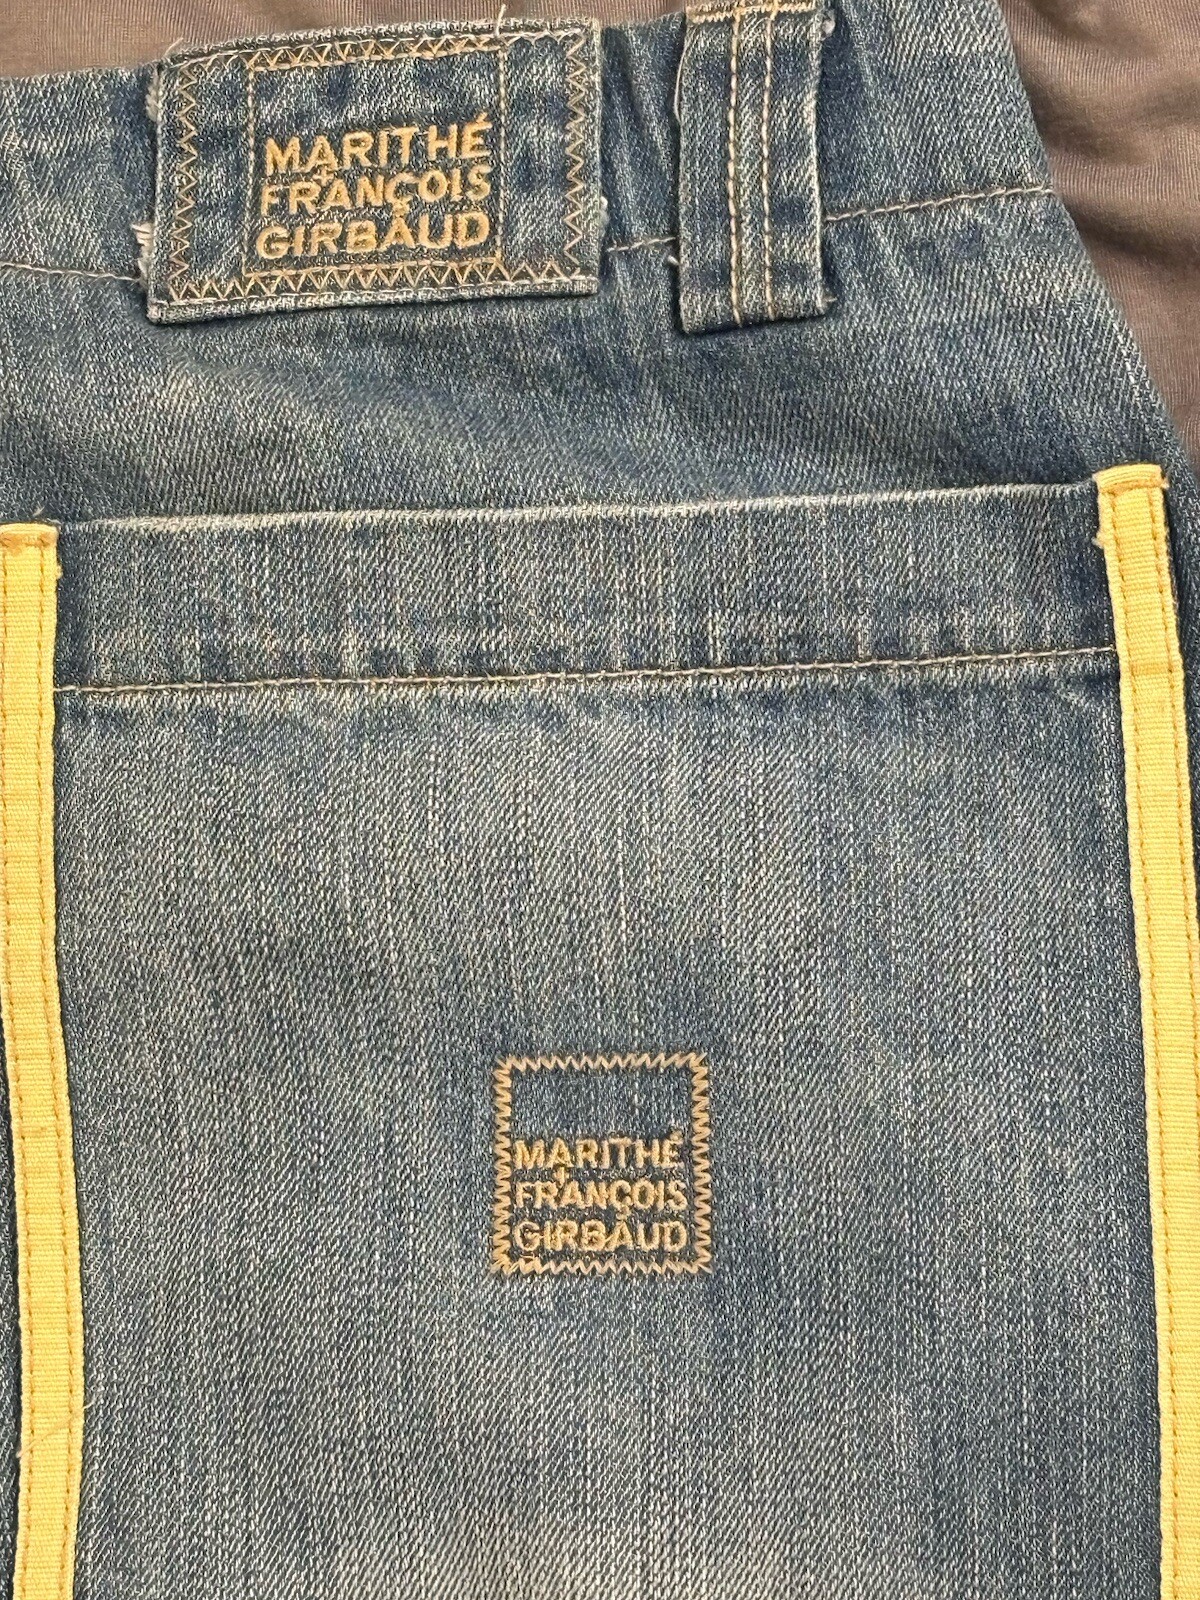 MARITHÉ
+
FRANÇOIS
GIRBAUD
MARITHÉ
+
FRANÇOIS
GIRBAUD